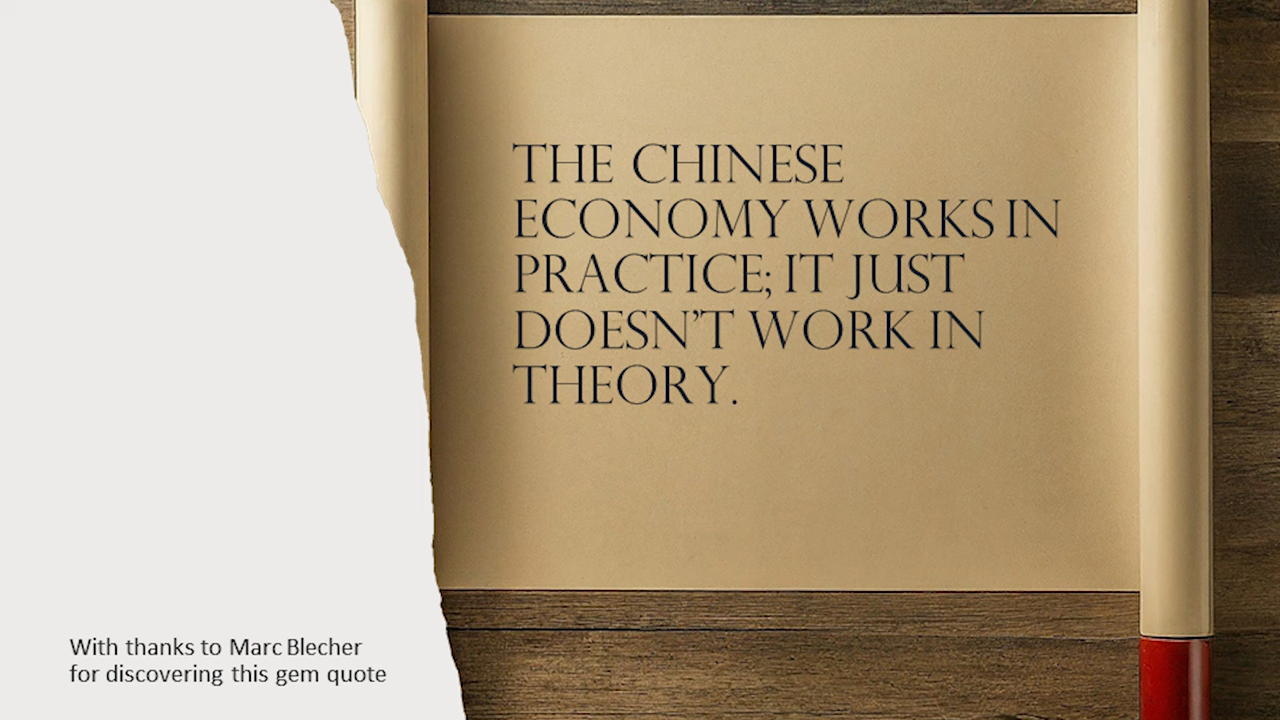 THE CHINESE
ECONOMY WORKS IN
PRACTICE; IT JUST
DOESN’T WORK IN
THEORY.
With thanks to Marc Blecher
for discovering this gem quote